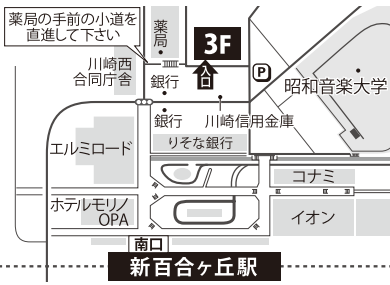 薬局の手前の小道を
直進して下さい
薬局
3F
入口
P
川崎西
合同庁舎
銀行
昭和音楽大学
銀行
川崎信用金庫
りそな銀行
エルミロード
コナミ
ホテルモリノ
OPA
イオン
南口
新百合ヶ丘駅